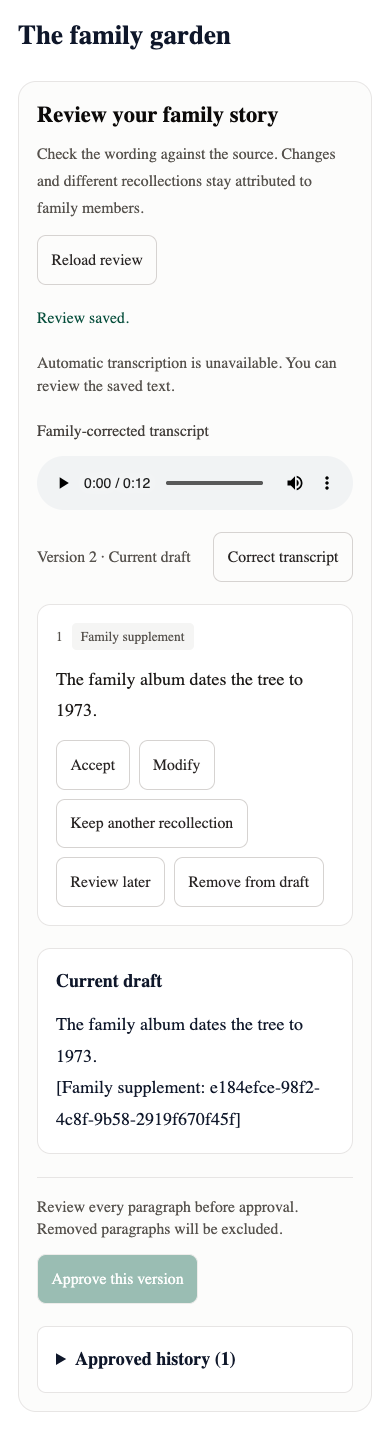 The family garden
Review your family story
Check the wording against the source. Changes
and different recollections stay attributed to
family members.
Reload review
Review saved.
Automatic transcription is unavailable. You can
review the saved text.
Family-corrected transcript
0:00 / 0:12
Version 2 · Current draft
Correct transcript
1 Family supplement
The family album dates the tree to
1973.
Accept
Modify
Keep another recollection
Review later
Remove from draft
Current draft
The family album dates the tree to
1973.
[Family supplement: e184efce-98f2-
4c8f-9b58-2919f670f45f]
Review every paragraph before approval.
Removed paragraphs will be excluded.
Approve this version
Approved history (1)